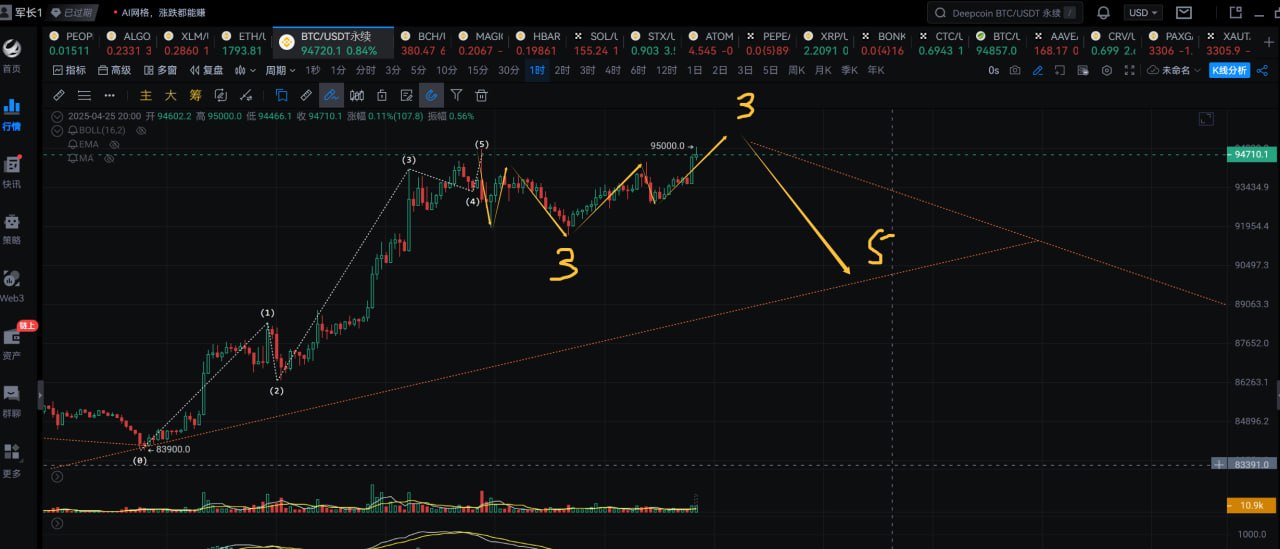 军长1 已过期 • AI网格，涨跌都能赚 Deepcoin BTC/USDT 永续 / USD
PEOP 0.01511
ALGO 0.2331 3
XLM/ 0.2860 1
ETH/U 1793.81
BTC/USDT永续 94720.1 0.84%
BCH/U 380.47 6
MAGIC 0.2067 -
HBAR 0.19861
SOL/U 155.24 1
STX/ 0.903 3.
ATOM 4.545 -0
PEPE/ 0.0(5)89
XRP/U 2.2091 0
BONK 0.0(4)16
CTC/U 0.6943 1
BTC/U 94857.0
AAVE/ 168.17 0
CRV/U 0.699 2.
PAXG 3306 -1.
XAUT 3305.9 -
指标 高级 多窗 复盘 周期 1秒 1分 分时 3分 5分 10分 15分 30分 1时 2时 3时 4时 6时 12时 1日 2日 3日 5日 周K 月K 季K 年K 0s 未命名 K线分析
主 大 筹
2025-04-25 20:00 开 94602.2 高 95000.0 低 94466.1 收 94710.1 涨幅 0.11%(107.8) 振幅 0.56%
BOLL(16,2)
EMA
MA
首页
行情
快讯
策略
Web3
链上
资产
群聊
更多
3
(5)
95000.0
(3)
(4)
5
3
(1)
(2)
83900.0
(0)
94710.1
93434.9
91954.4
90497.3
89063.3
87652.0
86263.1
84896.2
83391.0
10.9k
1000.0